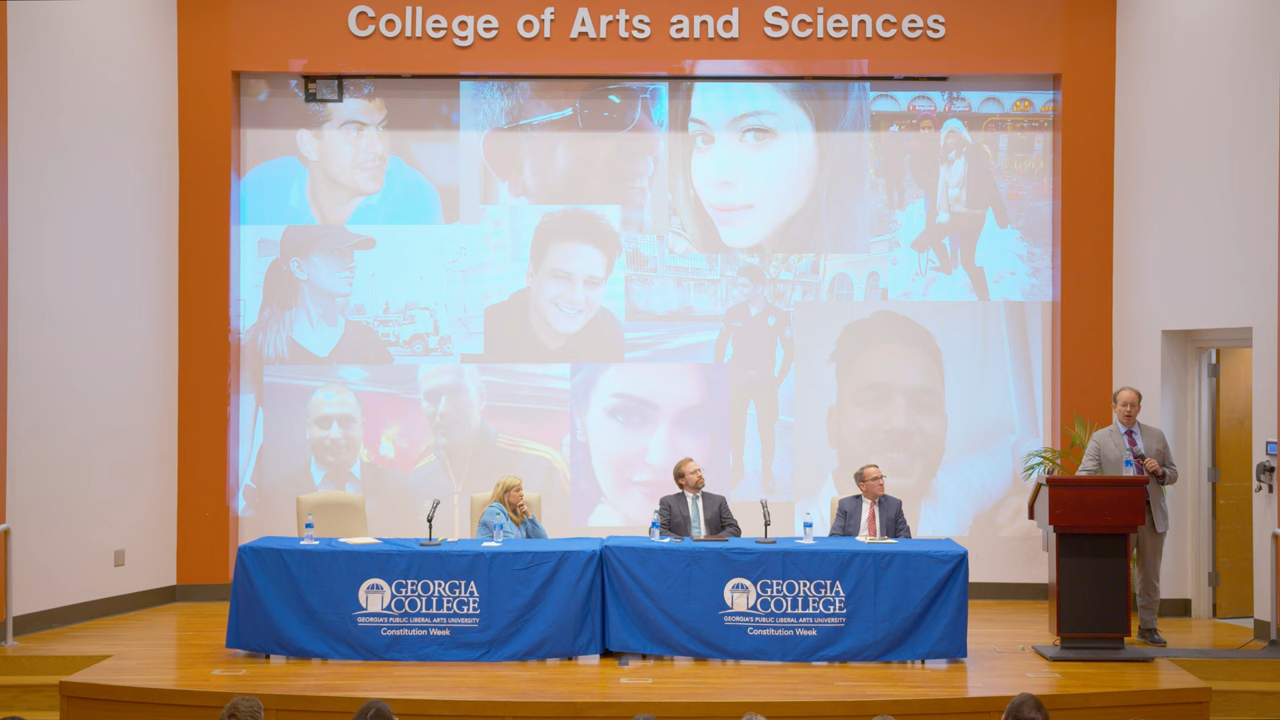 College of Arts and Sciences
GEORGIA
COLLEGE
GEORGIA'S PUBLIC LIBERAL ARTS UNIVERSITY
Constitution Week
GEORGIA
COLLEGE
GEORGIA'S PUBLIC LIBERAL ARTS UNIVERSITY
Constitution Week